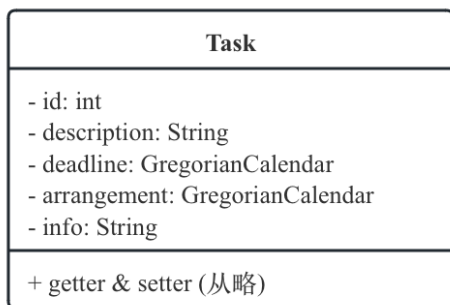 Task
- id: int
- description: String
- deadline: GregorianCalendar
- arrangement: GregorianCalendar
- info: String
+ getter & setter (从略)